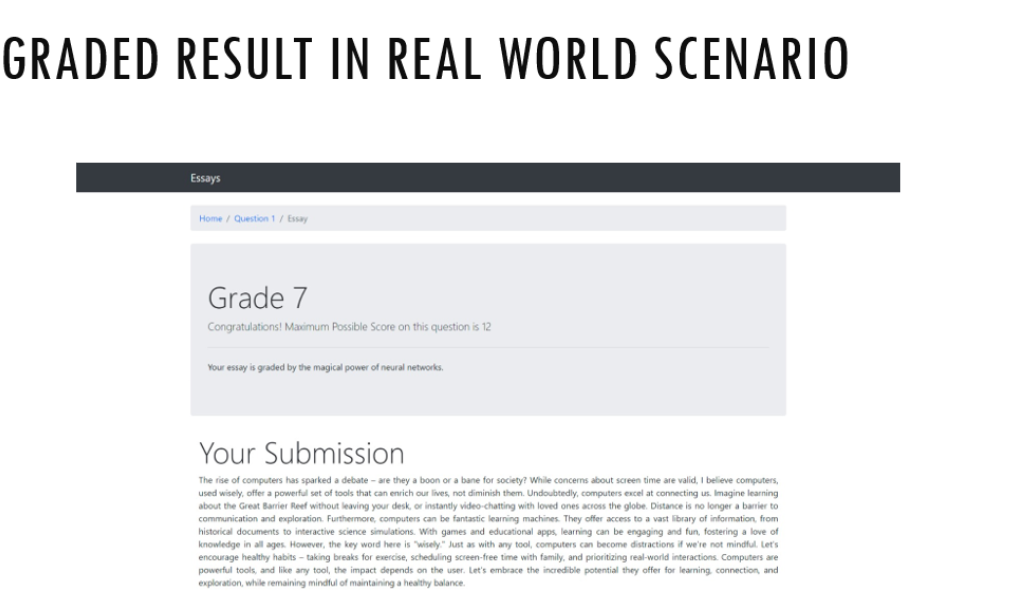 GRADED RESULT IN REAL WORLD SCENARIO
Essays
Home / Question 1 / Essay
Grade 7
Congratulations! Maximum Possible Score on this question is 12
Your essay is graded by the magical power of neural networks.
Your Submission
The rise of computers has sparked a debate – are they a boon or a bane for society? While concerns about screen time are valid, I believe computers,
used wisely, offer a powerful set of tools that can enrich our lives, not diminish them. Undoubtedly, computers excel at connecting us. Imagine learning
about the Great Barrier Reef without leaving your desk, or instantly video-chatting with loved ones across the globe. Distance is no longer a barrier to
communication and exploration. Furthermore, computers can be fantastic learning machines. They offer access to a vast library of information, from
historical documents to interactive science simulations. With games and educational apps, learning can be engaging and fun, fostering a love of
knowledge in all ages. However, the key word here is "wisely." Just as with any tool, computers can become distractions if we're not mindful. Let's
encourage healthy habits – taking breaks for exercise, scheduling screen-free time with family, and prioritizing real-world interactions. Computers are
powerful tools, and like any tool, the impact depends on the user. Let's embrace the incredible potential they offer for learning, connection, and
exploration, while remaining mindful of maintaining a healthy balance.